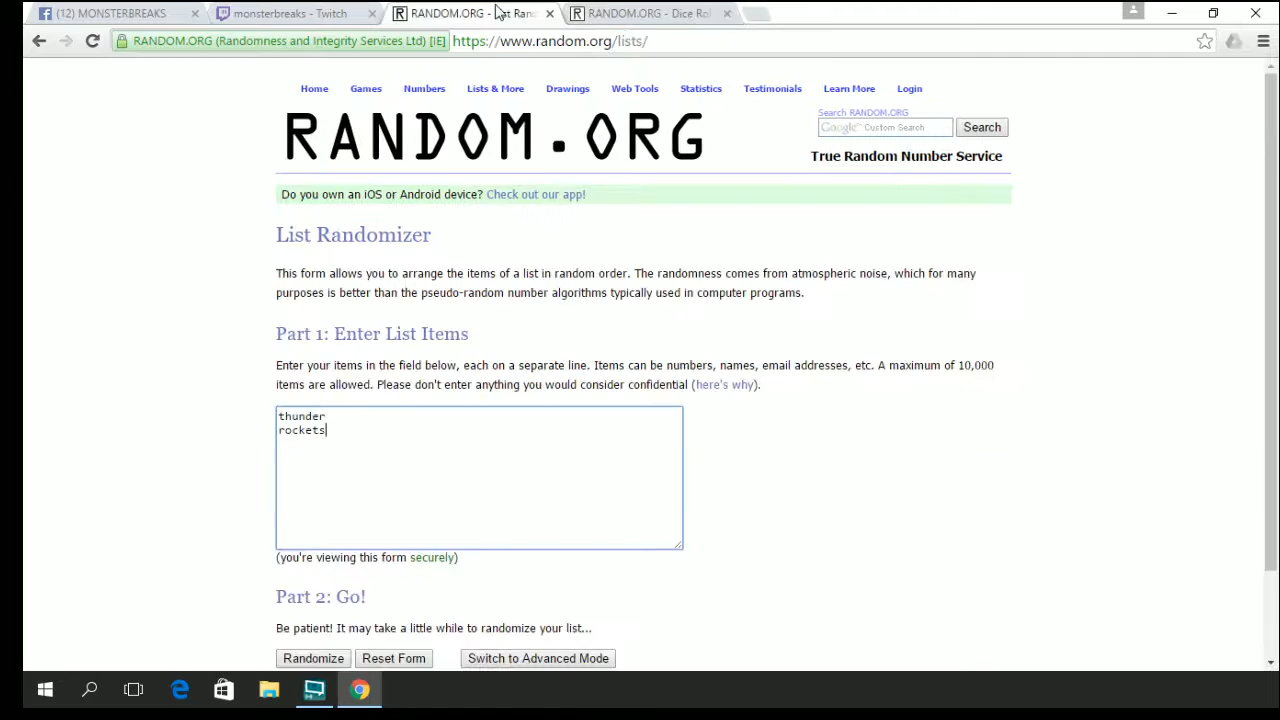 (12) MONSTERBREAKS
monsterbreaks - Twitch
RANDOM.ORG - List Ran
RANDOM.ORG - Dice Rol
RANDOM.ORG (Randomness and Integrity Services Ltd) [IE]
https://www.random.org/lists/
Home Games Numbers Lists & More Drawings Web Tools Statistics Testimonials Learn More Login
RANDOM.ORG
Search RANDOM.ORG
Google™ Custom Search
Search
True Random Number Service
Do you own an iOS or Android device? Check out our app!
List Randomizer
This form allows you to arrange the items of a list in random order. The randomness comes from atmospheric noise, which for many
purposes is better than the pseudo-random number algorithms typically used in computer programs.
Part 1: Enter List Items
Enter your items in the field below, each on a separate line. Items can be numbers, names, email addresses, etc. A maximum of 10,000
items are allowed. Please don't enter anything you would consider confidential (here's why).
thunder
rockets
(you're viewing this form securely)
Part 2: Go!
Be patient! It may take a little while to randomize your list...
Randomize Reset Form Switch to Advanced Mode